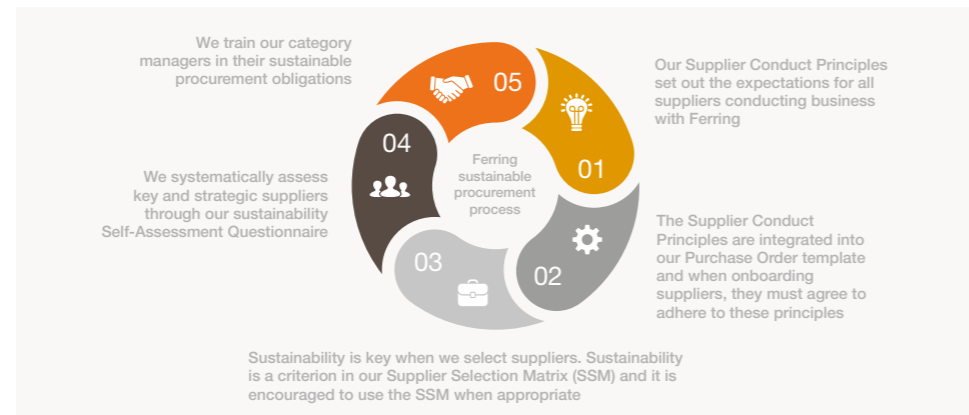 We train our category
managers in their sustainable
procurement obligations
05
Our Supplier Conduct Principles
set out the expectations for all
suppliers conducting business
with Ferring
01
04
Ferring
sustainable
procurement
process
We systematically assess
key and strategic suppliers
through our sustainability
Self-Assessment Questionnaire
The Supplier Conduct
Principles are integrated into
our Purchase Order template
and when onboarding
suppliers, they must agree to
adhere to these principles
03
02
Sustainability is key when we select suppliers. Sustainability
is a criterion in our Supplier Selection Matrix (SSM) and it is
encouraged to use the SSM when appropriate